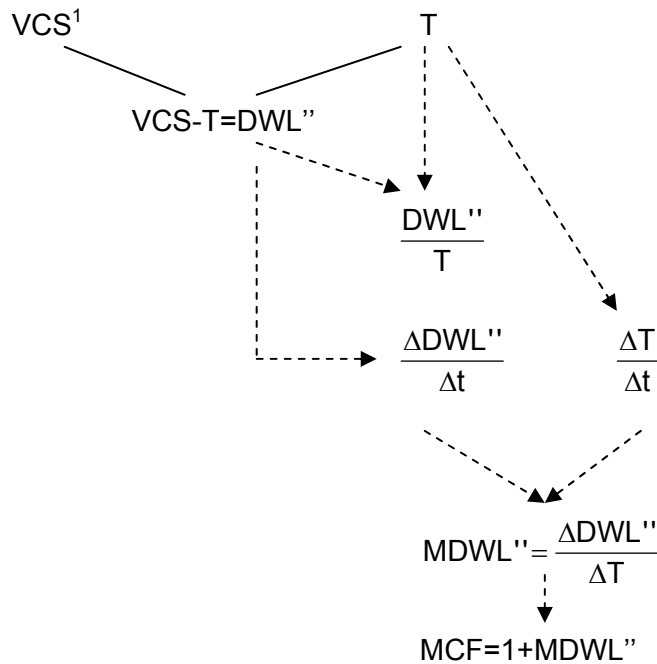 VCS¹ T
VCS-T=DWL’’
DWL''
T
ΔDWL'' ΔT
Δt Δt
MDWL''=ΔDWL''
ΔT
MCF=1+MDWL’’